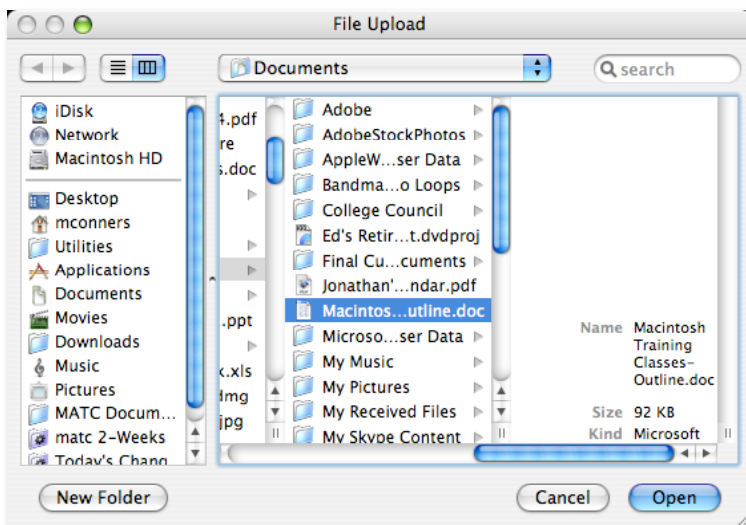 File Upload
Documents
search
iDisk
Network
Macintosh HD
Desktop
mconners
Utilities
Applications
Documents
Movies
Downloads
Music
Pictures
MATC Docum...
matc 2-Weeks
Today's Chang
4.pdf
re
s.doc
.ppt
k.xls
dmg
jpg
Adobe
AdobeStockPhotos
AppleW...ser Data
Bandma...o Loops
College Council
Ed's Retir...t.dvdproj
Final Cu...cuments
Jonathan'...ndar.pdf
Macintos...utline.doc
Microso...ser Data
My Music
My Pictures
My Received Files
My Skype Content
Name Macintosh
Training
Classes-
Outline.doc
Size 92 KB
Kind Microsoft
New Folder
Cancel
Open